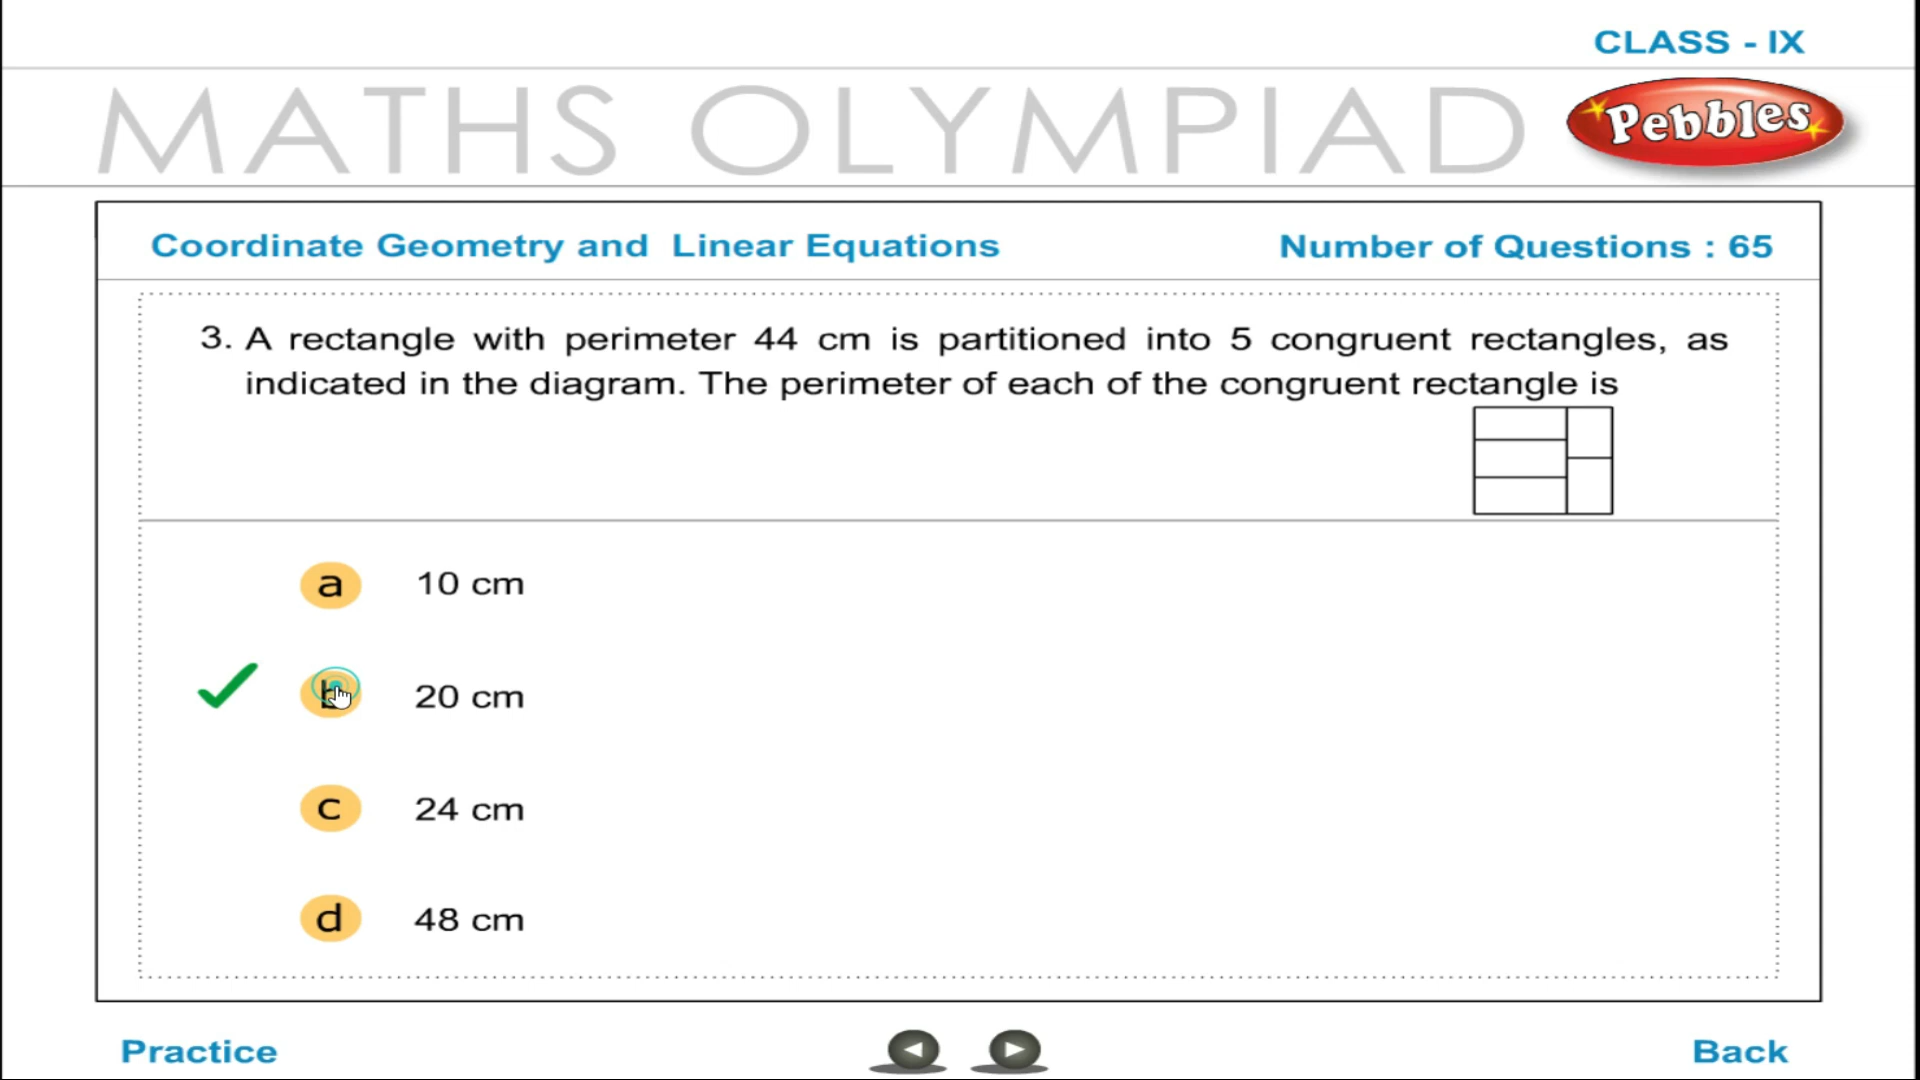 CLASS - IX
MATHS OLYMPIAD
Pebbles
Coordinate Geometry and Linear Equations
Number of Questions : 65
3. A rectangle with perimeter 44 cm is partitioned into 5 congruent rectangles, as
indicated in the diagram. The perimeter of each of the congruent rectangle is
a 10 cm
b 20 cm
c 24 cm
d 48 cm
Practice
Back